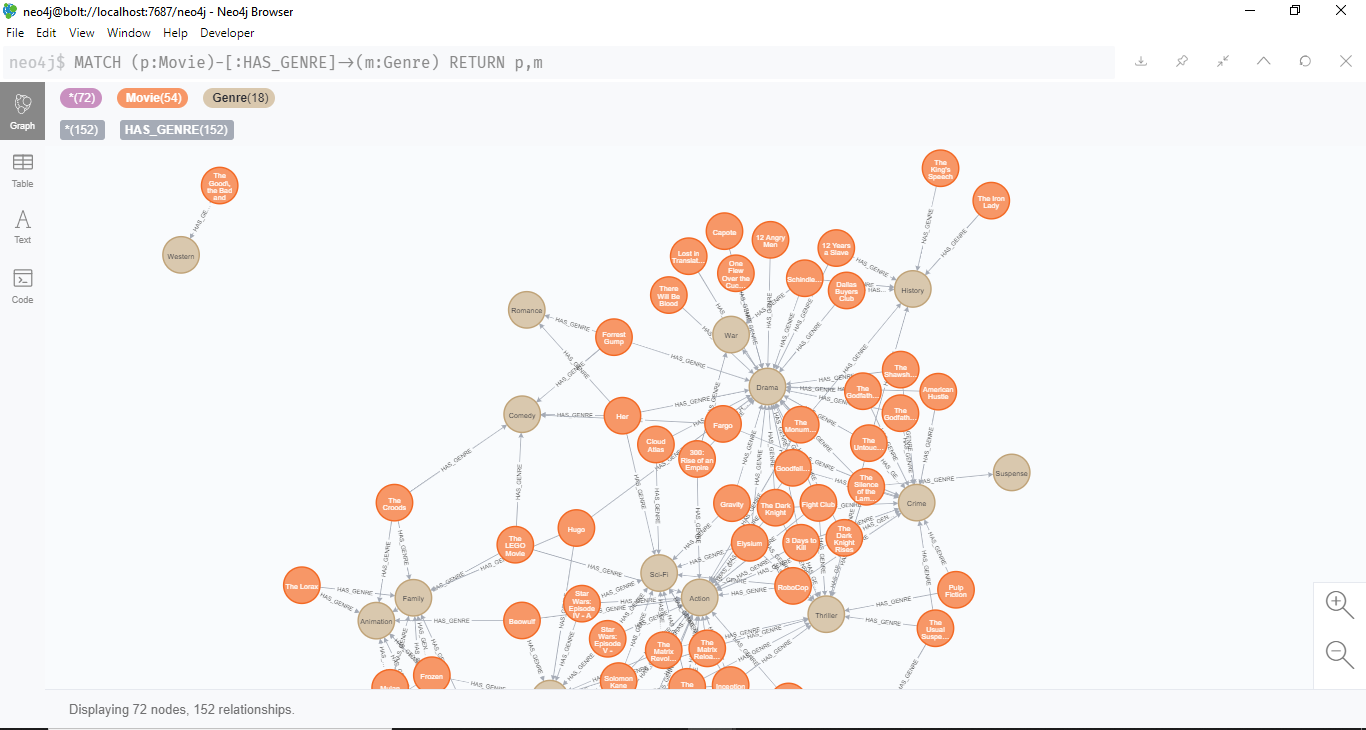 neo4j@bolt://localhost:7687/neo4j - Neo4j Browser
File Edit View Window Help Developer
neo4j$ MATCH (p:Movie)-[:HAS_GENRE]→(m:Genre) RETURN p,m
*(72) Movie(54) Genre(18)
*(152) HAS_GENRE(152)
Graph
Table
Text
Code
The
Good\,
the Bad
and
Western
The
King's
Speech
The Iron
Lady
History
Capote
12 Angry
Men
12 Years
a Slave
Lost in
Translat...
One
Flew
Over the
Cuc...
Schindle...
Dallas
Buyers
Club
There
Will Be
Blood
War
Romance
Forrest
Gump
Drama
The
Shawsh...
The
Godfath...
American
Hustle
The
Godfath...
Comedy
Her
Fargo
The
Monum...
Cloud
Atlas
The
Untouc...
300:
Rise of an
Empire
Goodfell...
Suspense
The
Silence
of the
Lam...
The
Croods
Gravity
The Dark
Knight
Fight Club
Crime
Hugo
The
LEGO
Movie
Elysium
3 Days to
Kill
The
Dark
Knight
Rises
Sci-Fi
The Lorax
Family
Star
Wars:
Episode
IV - A
Action
RoboCop
Pulp
Fiction
Animation
Beowulf
Thriller
The
Usual
Suspe...
Star
Wars:
Episode
V -
The
Matrix
Revol...
The
Matrix
Reloa...
Frozen
Solomon
Kane
The
Inception
HAS_GENRE
Displaying 72 nodes, 152 relationships.